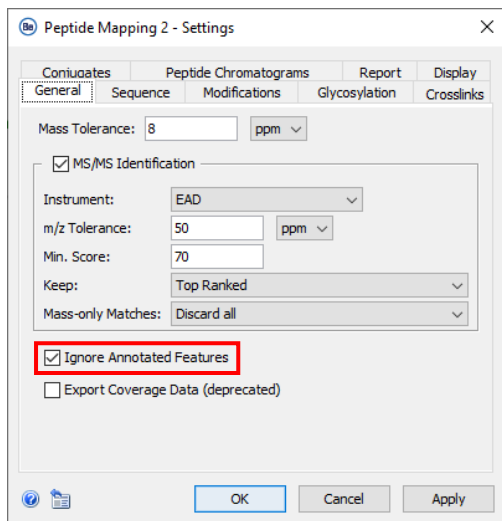 Be Peptide Mapping 2 - Settings
Conjugates Peptide Chromatograms Report Display
General Sequence Modifications Glycosylation Crosslinks
Mass Tolerance: 8 ppm
MS/MS Identification
Instrument: EAD
m/z Tolerance: 50 ppm
Min. Score: 70
Keep: Top Ranked
Mass-only Matches: Discard all
Ignore Annotated Features
Export Coverage Data (deprecated)
OK Cancel Apply